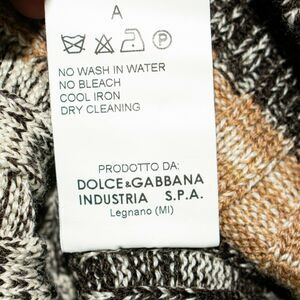 A
P
NO WASH IN WATER
NO BLEACH
COOL IRON
DRY CLEANING
PRODOTTO DA:
DOLCE&GABBANA
INDUSTRIA S.P.A.
Legnano (MI)